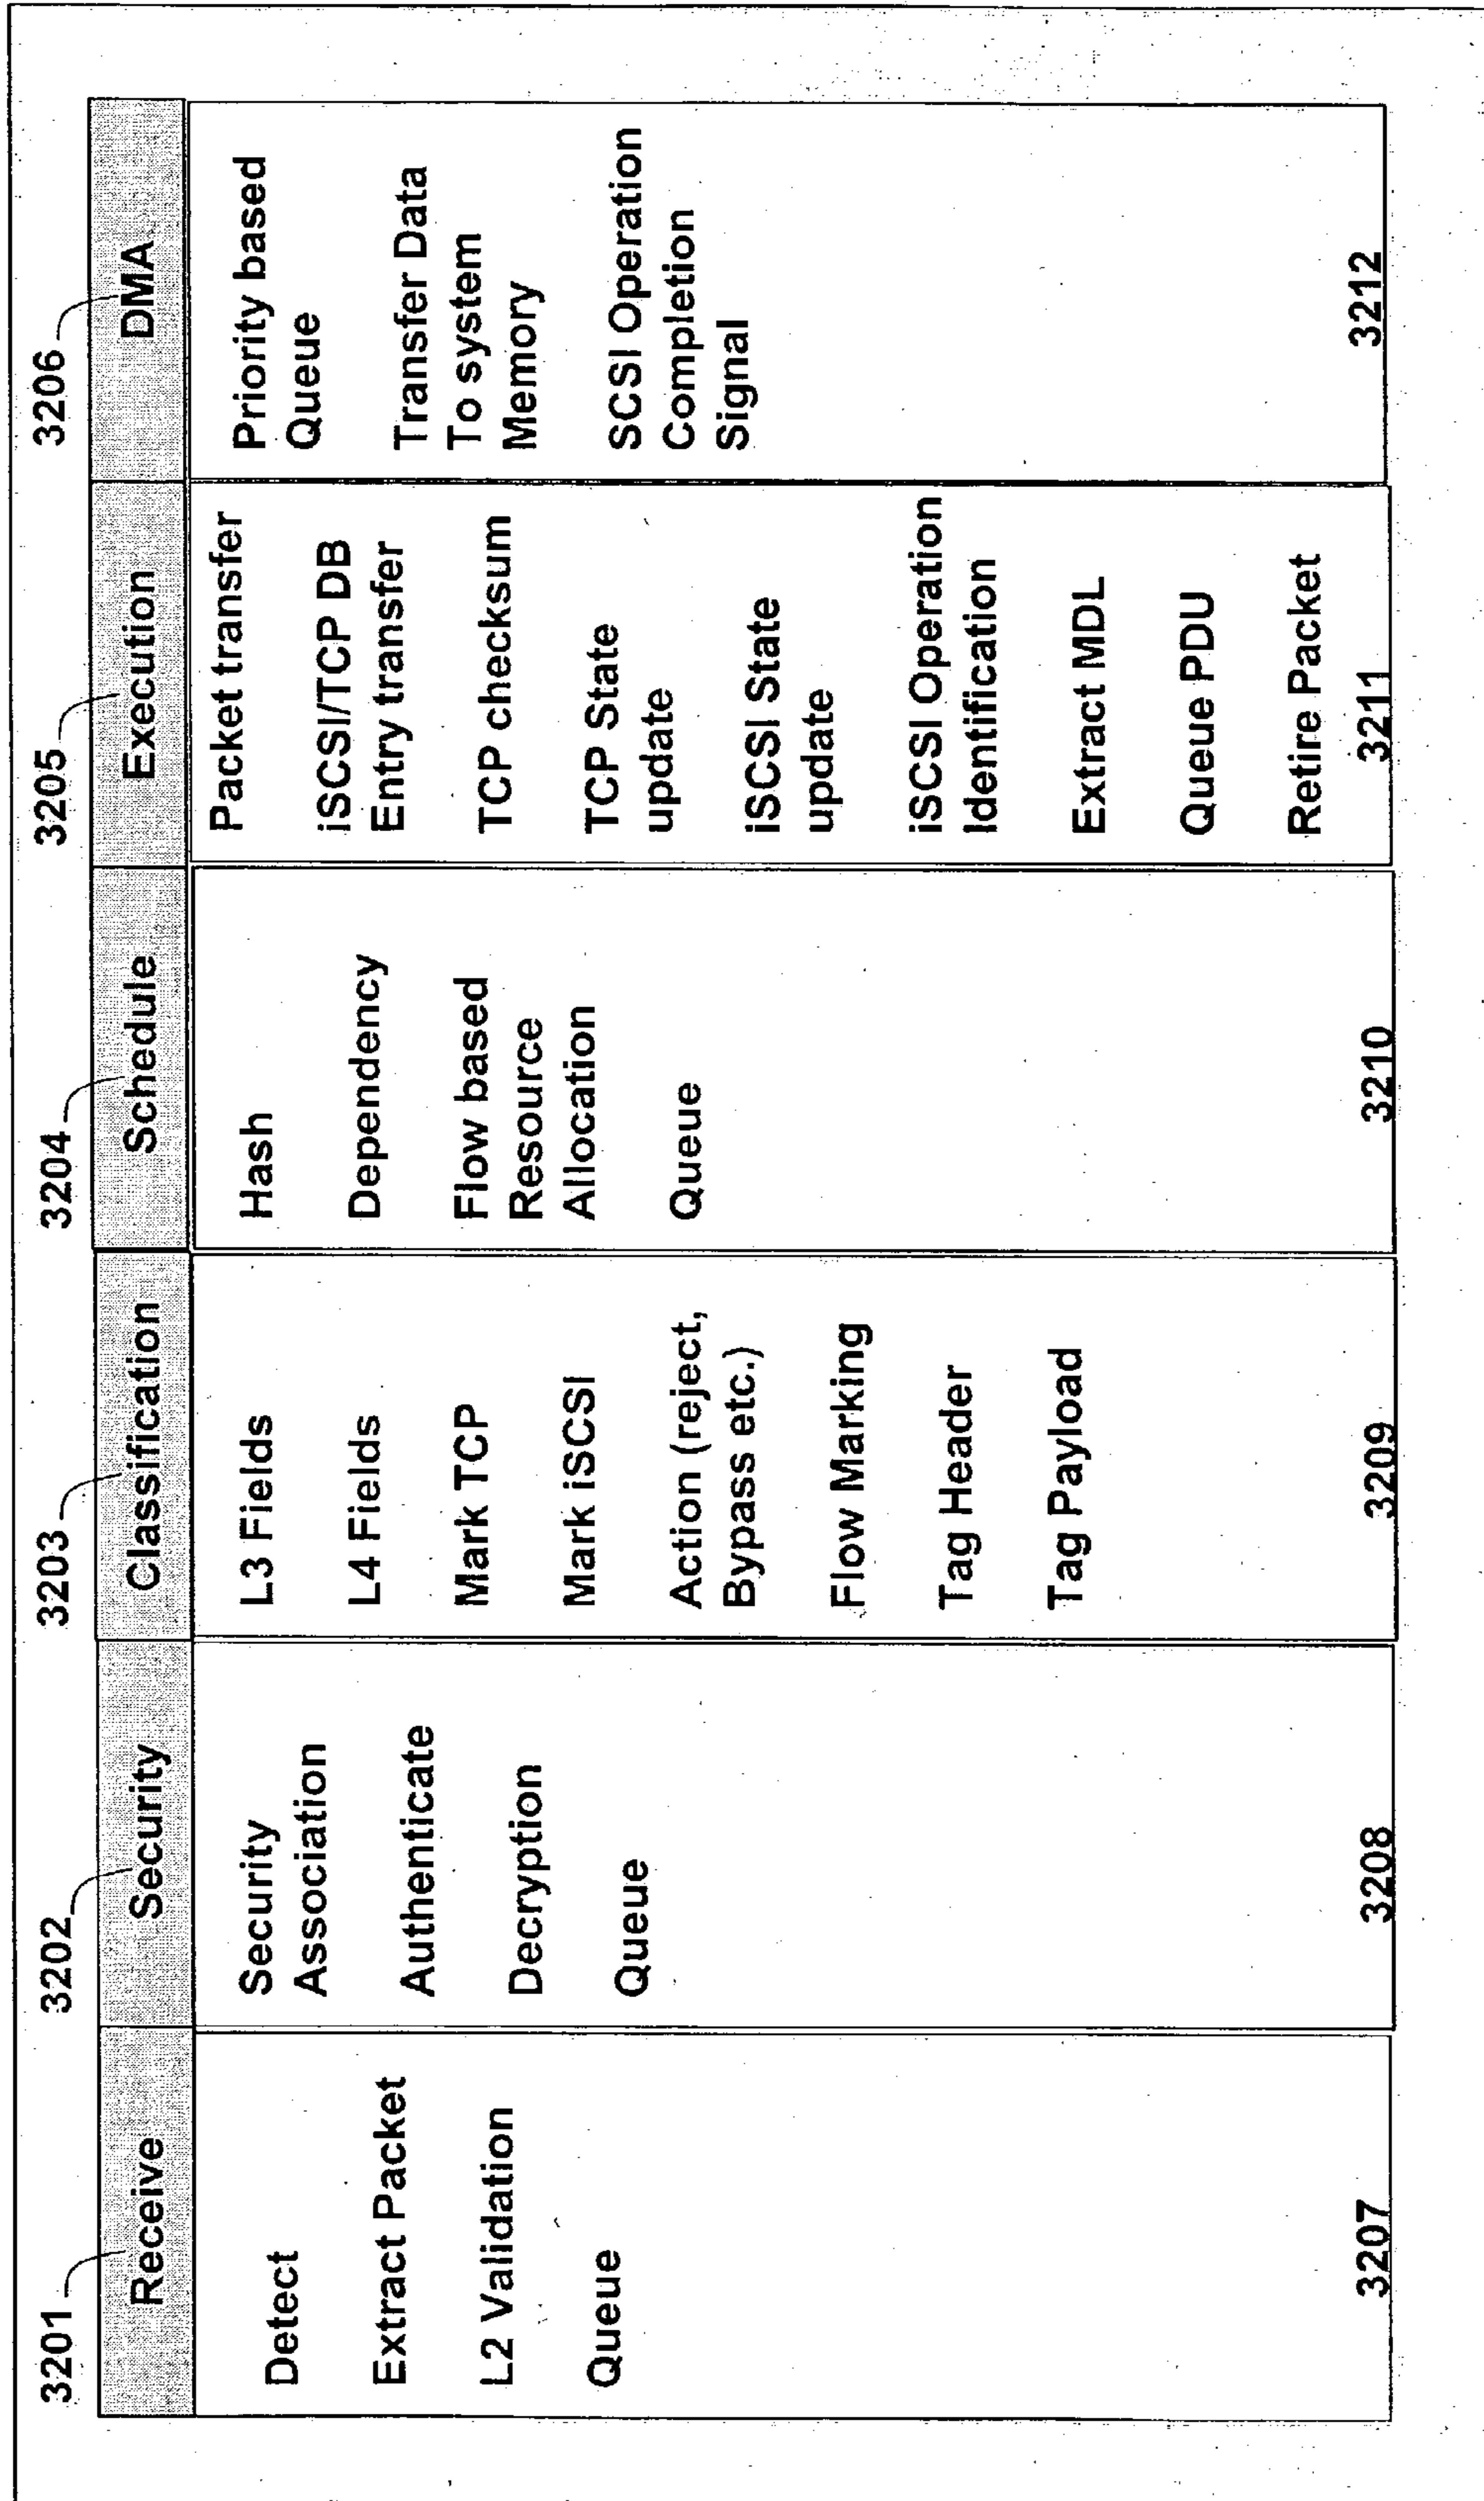 3201
Receive
Detect
Extract Packet
L2 Validation
Queue
3207
3202
Security
Security
Association
Authenticate
Decryption
Queue
3208
3203
Classification
L3 Fields
L4 Fields
Mark TCP
Mark iSCSI
Action (reject,
Bypass etc.)
Flow Marking
Tag Header
Tag Payload
3209
3204
Schedule
Hash
Dependency
Flow based
Resource
Allocation
Queue
3210
3205
Execution
Packet transfer
iSCSI/TCP DB
Entry transfer
TCP checksum
TCP State
update
iSCSI State
update
iSCSI Operation
Identification
Extract MDL
Queue PDU
Retire Packet
3211
3206
DMA
Priority based
Queue
Transfer Data
To system
Memory
SCSI Operation
Completion
Signal
3212